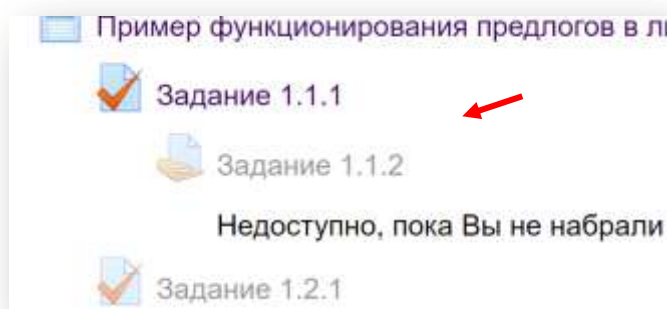 Пример функционирования предлогов в
Задание 1.1.1
Задание 1.1.2
Недоступно, пока Вы не набрали
Задание 1.2.1